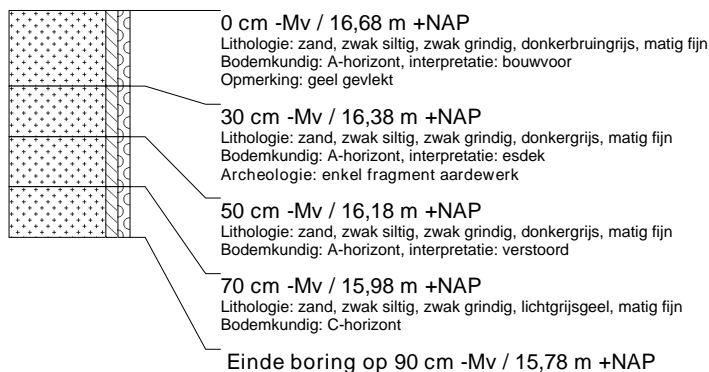 0 cm -Mv / 16,68 m +NAP
Lithologie: zand, zwak siltig, zwak grindig, donkerbruingrijs, matig fijn
Bodemkundig: A-horizont, interpretatie: bouwvoor
Opmerking: geel gevlekt
30 cm -Mv / 16,38 m +NAP
Lithologie: zand, zwak siltig, zwak grindig, donkergrijs, matig fijn
Bodemkundig: A-horizont, interpretatie: esdek
Archeologie: enkel fragment aardewerk
50 cm -Mv / 16,18 m +NAP
Lithologie: zand, zwak siltig, zwak grindig, donkergrijs, matig fijn
Bodemkundig: A-horizont, interpretatie: verstoord
70 cm -Mv / 15,98 m +NAP
Lithologie: zand, zwak siltig, zwak grindig, lichtgrijsgeel, matig fijn
Bodemkundig: C-horizont
Einde boring op 90 cm -Mv / 15,78 m +NAP